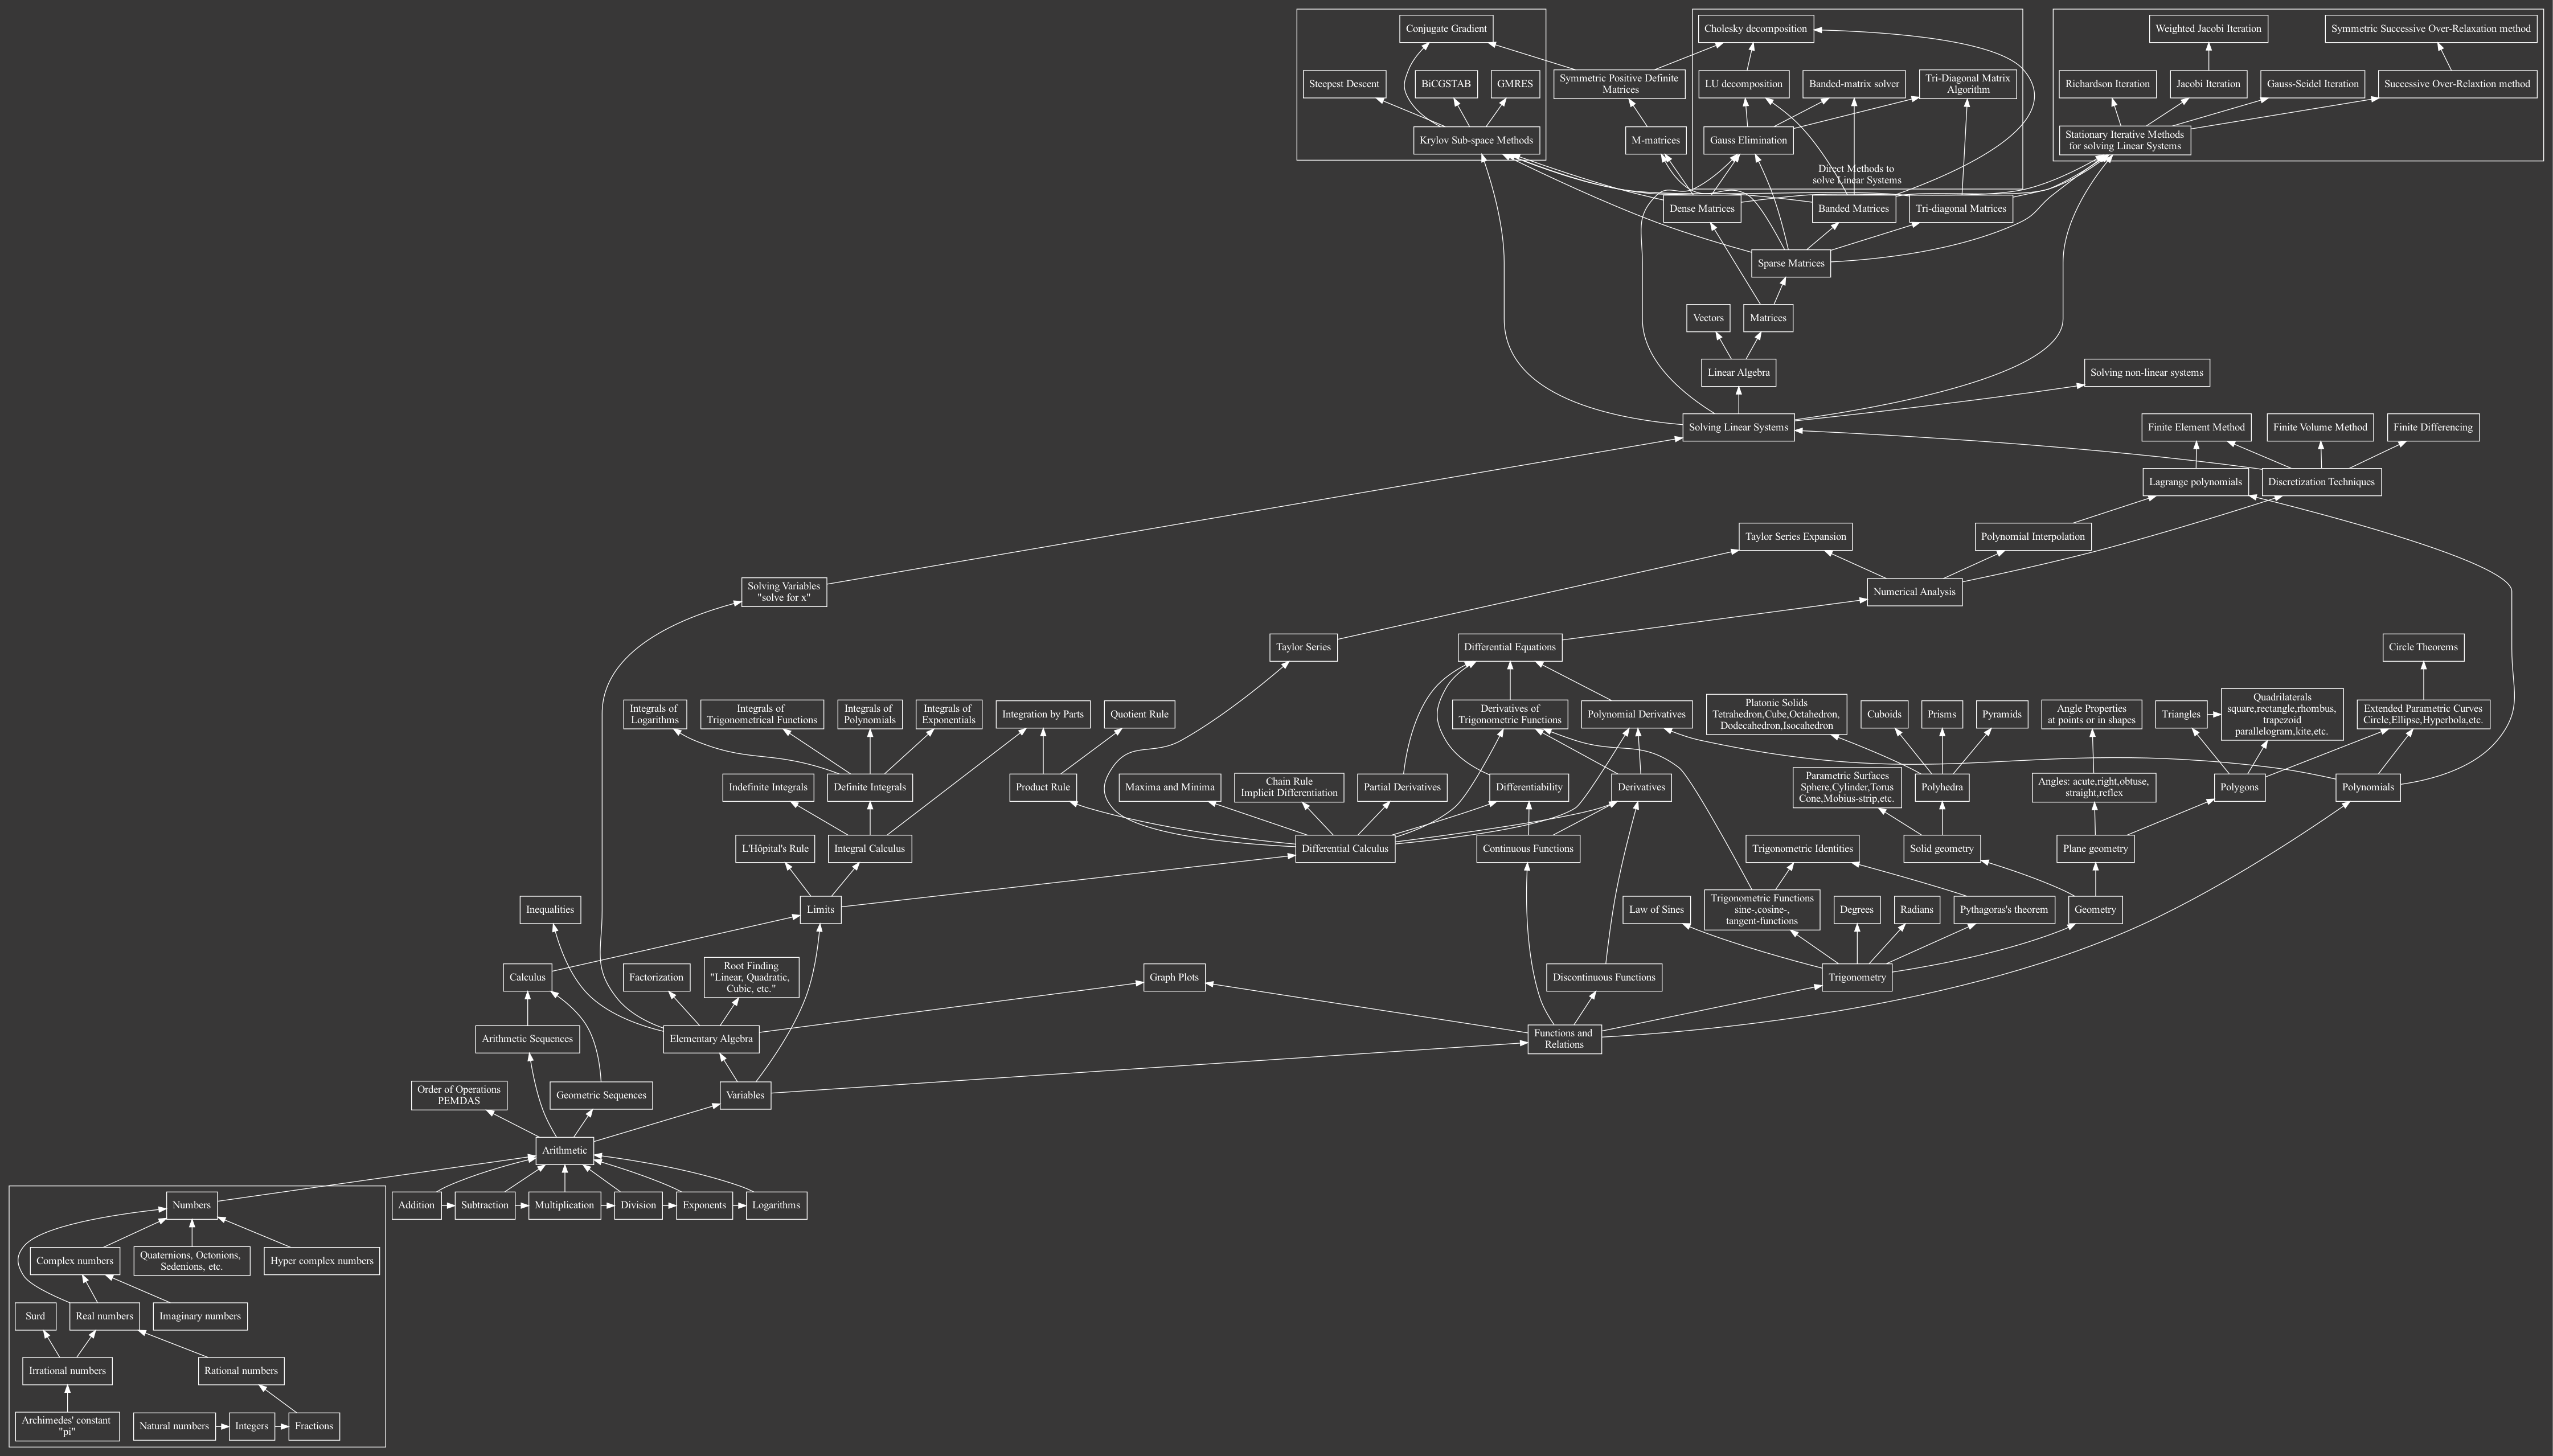 Conjugate Gradient
Cholesky decomposition
Weighted Jacobi Iteration
Symmetric Successive Over-Relaxation method
Steepest Descent
BiCGSTAB
GMRES
Symmetric Positive Definite
Matrices
LU decomposition
Banded-matrix solver
Tri-Diagonal Matrix
Algorithm
Richardson Iteration
Jacobi Iteration
Gauss-Seidel Iteration
Successive Over-Relaxtion method
Krylov Sub-space Methods
M-matrices
Gauss Elimination
Stationary Iterative Methods
for solving Linear Systems
Direct Methods to
solve Linear Systems
Dense Matrices
Banded Matrices
Tri-diagonal Matrices
Sparse Matrices
Vectors
Matrices
Linear Algebra
Solving non-linear systems
Solving Linear Systems
Finite Element Method
Finite Volume Method
Finite Differencing
Lagrange polynomials
Discretization Techniques
Taylor Series Expansion
Polynomial Interpolation
Solving Variables
"solve for x"
Numerical Analysis
Taylor Series
Differential Equations
Circle Theorems
Integrals of
Logarithms
Integrals of
Trigonometrical Functions
Integrals of
Polynomials
Integrals of
Exponentials
Integration by Parts
Quotient Rule
Derivatives of
Trigonometric Functions
Polynomial Derivatives
Platonic Solids
Tetrahedron,Cube,Octahedron,
Dodecahedron,Isocahedron
Cuboids
Prisms
Pyramids
Angle Properties
at points or in shapes
Triangles
Quadrilaterals
square,rectangle,rhombus,
trapezoid
parallelogram,kite,etc.
Extended Parametric Curves
Circle,Ellipse,Hyperbola,etc.
Indefinite Integrals
Definite Integrals
Product Rule
Maxima and Minima
Chain Rule
Implicit Differentiation
Partial Derivatives
Differentiability
Derivatives
Parametric Surfaces
Sphere,Cylinder,Torus
Cone,Mobius-strip,etc.
Polyhedra
Angles: acute,right,obtuse,
straight,reflex
Polygons
Polynomials
L'Hôpital's Rule
Integral Calculus
Differential Calculus
Continuous Functions
Trigonometric Identities
Solid geometry
Plane geometry
Inequalities
Limits
Law of Sines
Trigonometric Functions
sine-,cosine-,
tangent-functions
Degrees
Radians
Pythagoras's theorem
Geometry
Calculus
Factorization
Root Finding
"Linear, Quadratic,
Cubic, etc."
Graph Plots
Discontinuous Functions
Trigonometry
Arithmetic Sequences
Elementary Algebra
Functions and
Relations
Order of Operations
PEMDAS
Geometric Sequences
Variables
Arithmetic
Numbers
Addition
Subtraction
Multiplication
Division
Exponents
Logarithms
Complex numbers
Quaternions, Octonions,
Sedenions, etc.
Hyper complex numbers
Surd
Real numbers
Imaginary numbers
Irrational numbers
Rational numbers
Archimedes' constant
"pi"
Natural numbers
Integers
Fractions